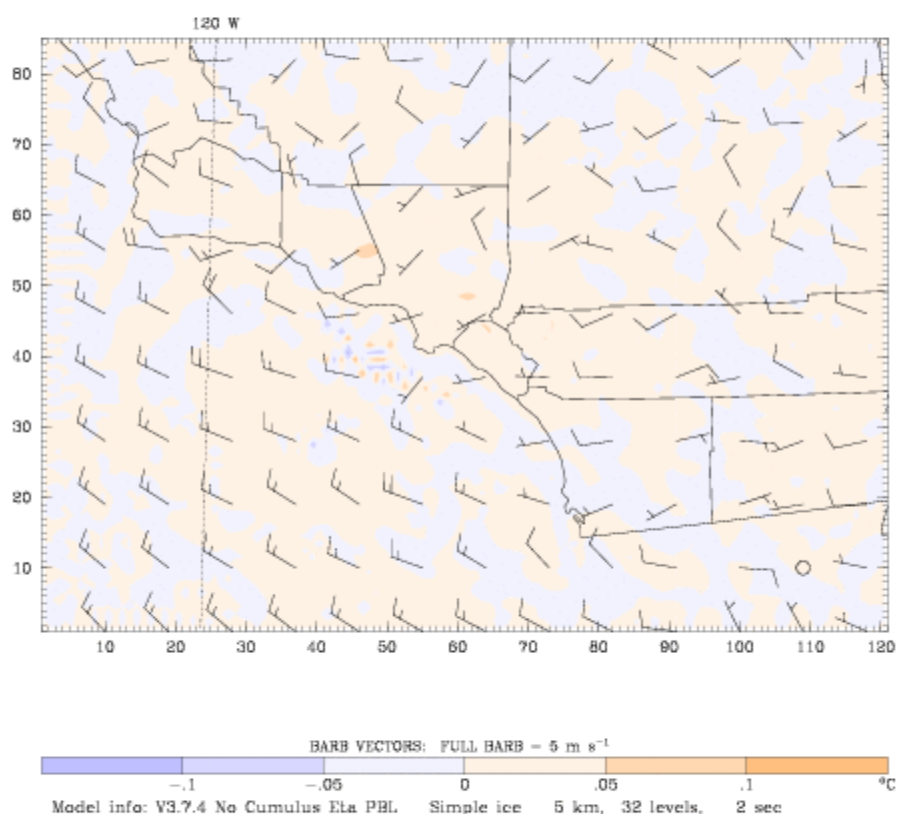 120 W
80
70
60
50
40
30
20
10
10 20 30 40 50 60 70 80 90 100 110 120
BARB VECTORS: FULL BARB = 5 m s⁻¹
-.1 -.05 0 .05 .1 °C
Model info: V3.7.4 No Cumulus Eta PBL Simple ice 5 km, 32 levels, 2 sec